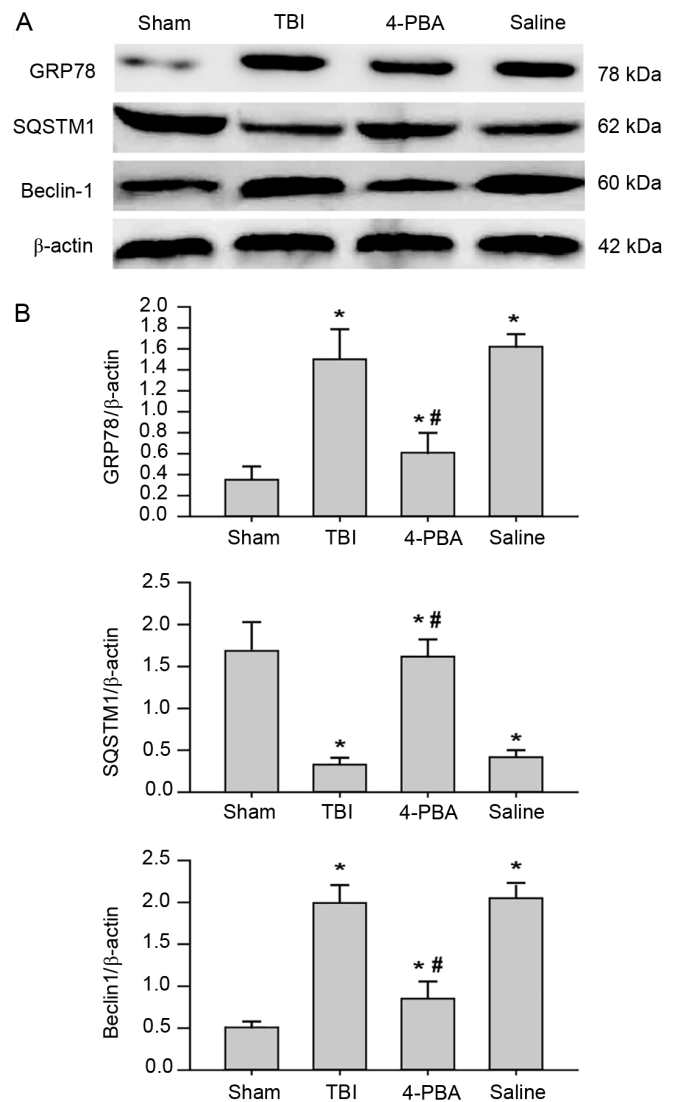 A
Sham TBI 4-PBA Saline
GRP78 78 kDa
SQSTM1 62 kDa
Beclin-1 60 kDa
β-actin 42 kDa
B
GRP78/β-actin
2.0
1.8
1.6
1.4
1.2
1.0
0.8
0.6
0.4
0.2
0.0
* * # *
Sham TBI 4-PBA Saline
SQSTM1/β-actin
2.5
2.0
1.5
1.0
0.5
0.0
* * # *
Sham TBI 4-PBA Saline
Beclin1/β-actin
2.5
2.0
1.5
1.0
0.5
0.0
* * # *
Sham TBI 4-PBA Saline